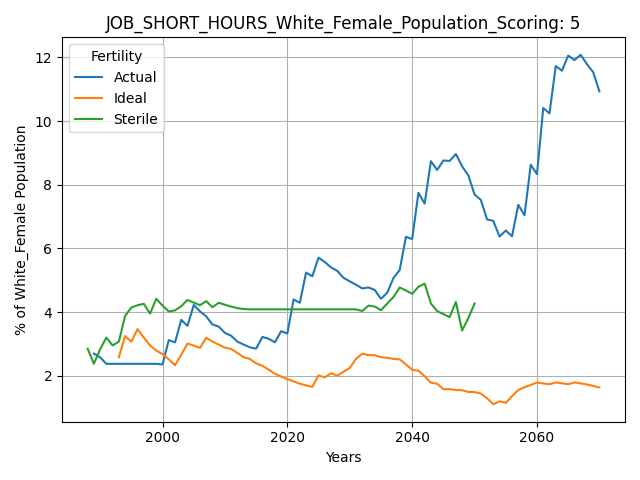 JOB_SHORT_HOURS_White_Female_Population_Scoring: 5
Fertility
Actual
Ideal
Sterile
% of White_Female Population
12
10
8
6
4
2
2000
2020
2040
2060
Years